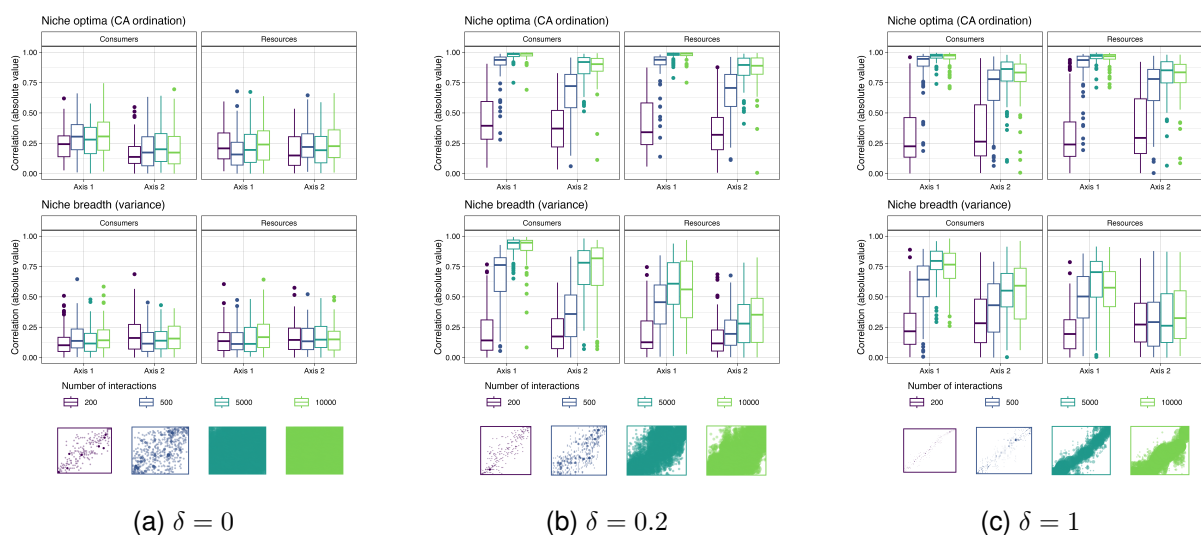 Niche optima (CA ordination)
Consumers
Resources
Correlation (absolute value)
1.00
0.75
0.50
0.25
0.00
Axis 1
Axis 2
Axis 1
Axis 2
Niche breadth (variance)
Consumers
Resources
Correlation (absolute value)
1.00
0.75
0.50
0.25
0.00
Axis 1
Axis 2
Axis 1
Axis 2
Number of interactions
200
500
5000
10000
(a) δ = 0
Niche optima (CA ordination)
Consumers
Resources
Correlation (absolute value)
1.00
0.75
0.50
0.25
0.00
Axis 1
Axis 2
Axis 1
Axis 2
Niche breadth (variance)
Consumers
Resources
Correlation (absolute value)
1.00
0.75
0.50
0.25
0.00
Axis 1
Axis 2
Axis 1
Axis 2
Number of interactions
200
500
5000
10000
(b) δ = 0.2
Niche optima (CA ordination)
Consumers
Resources
Correlation (absolute value)
1.00
0.75
0.50
0.25
0.00
Axis 1
Axis 2
Axis 1
Axis 2
Niche breadth (variance)
Consumers
Resources
Correlation (absolute value)
1.00
0.75
0.50
0.25
0.00
Axis 1
Axis 2
Axis 1
Axis 2
Number of interactions
200
500
5000
10000
(c) δ = 1